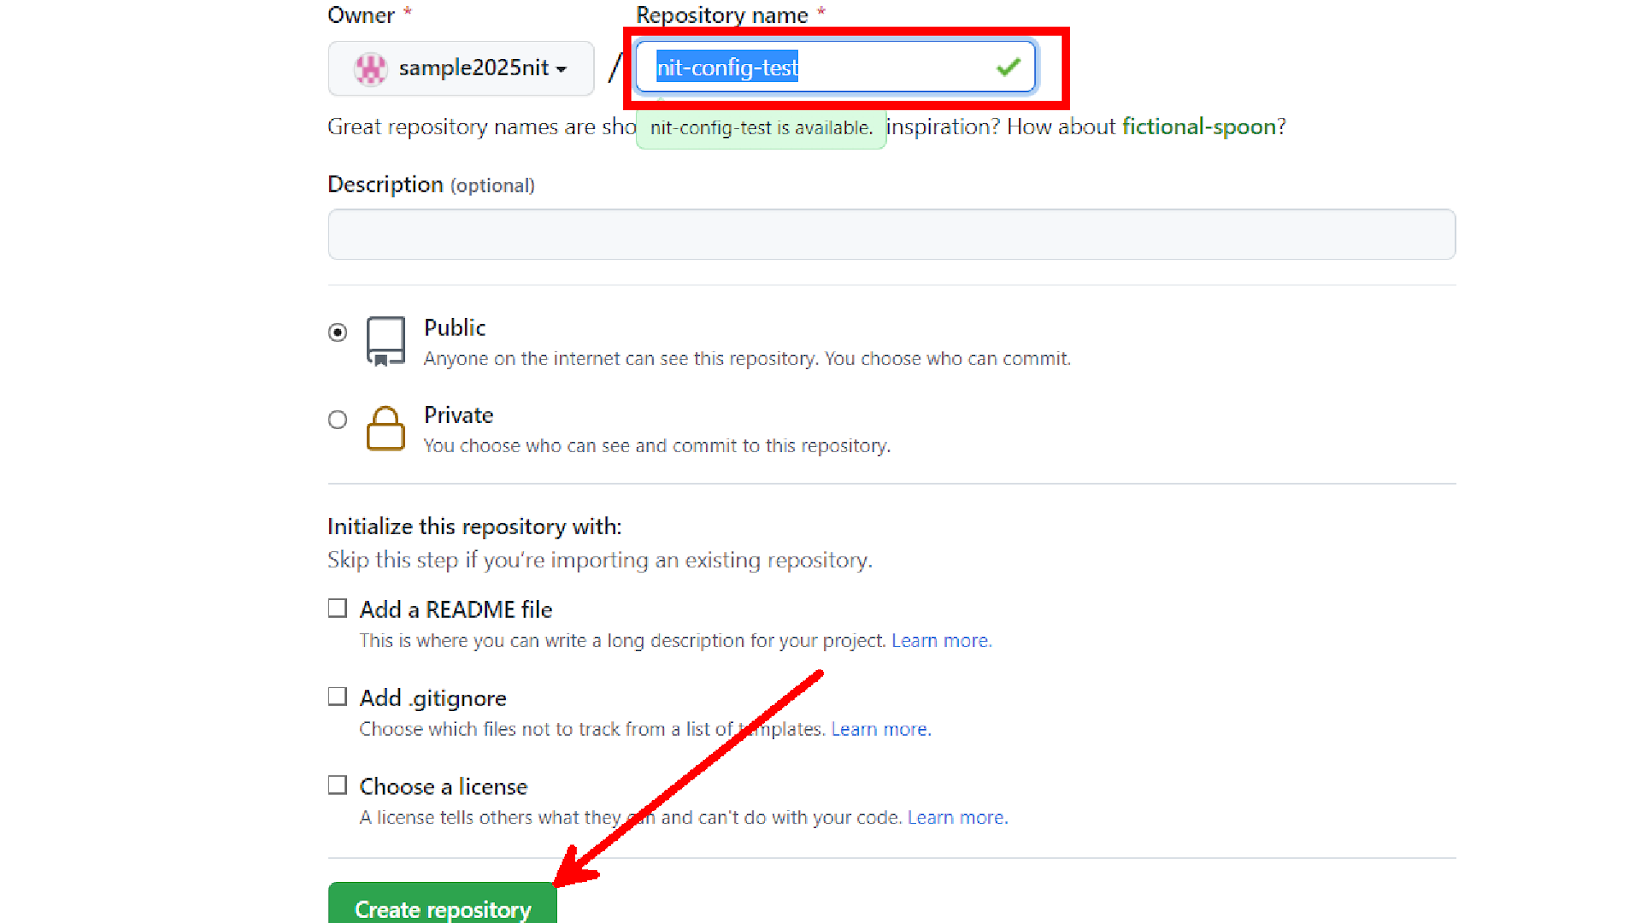 Owner *
Repository name *
sample2025nit
/
nit-config-test
Great repository names are sho
nit-config-test is available.
inspiration? How about fictional-spoon?
Description (optional)
Public
Anyone on the internet can see this repository. You choose who can commit.
Private
You choose who can see and commit to this repository.
Initialize this repository with:
Skip this step if you're importing an existing repository.
Add a README file
This is where you can write a long description for your project. Learn more.
Add .gitignore
Choose which files not to track from a list of templates. Learn more.
Choose a license
A license tells others what they can and can't do with your code. Learn more.
Create repository